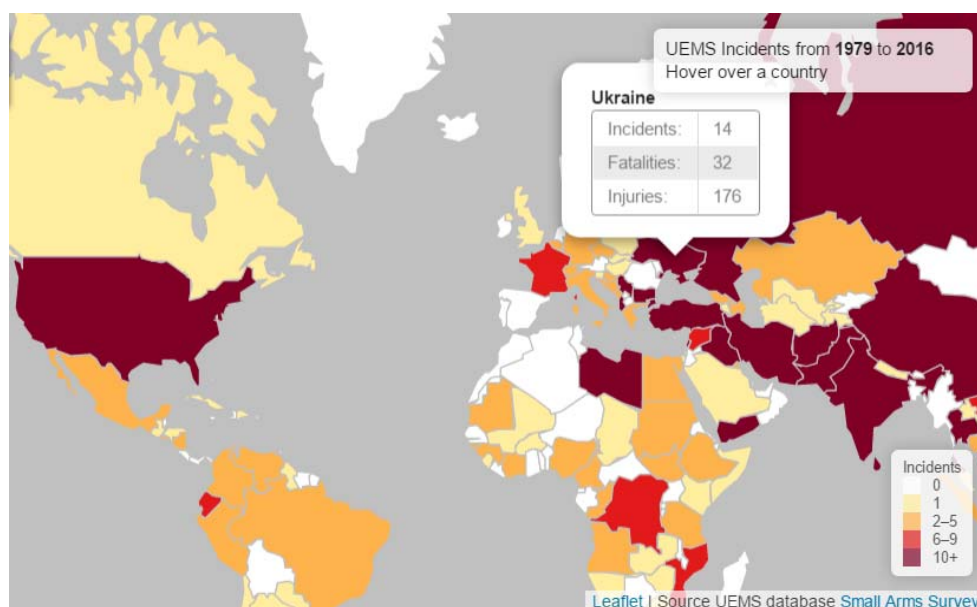 UEMS Incidents from 1979 to 2016
Hover over a country
Ukraine
Incidents: 14
Fatalities: 32
Injuries: 176
Incidents
0
1
2–5
6–9
10+
Leaflet | Source UEMS database Small Arms Survey